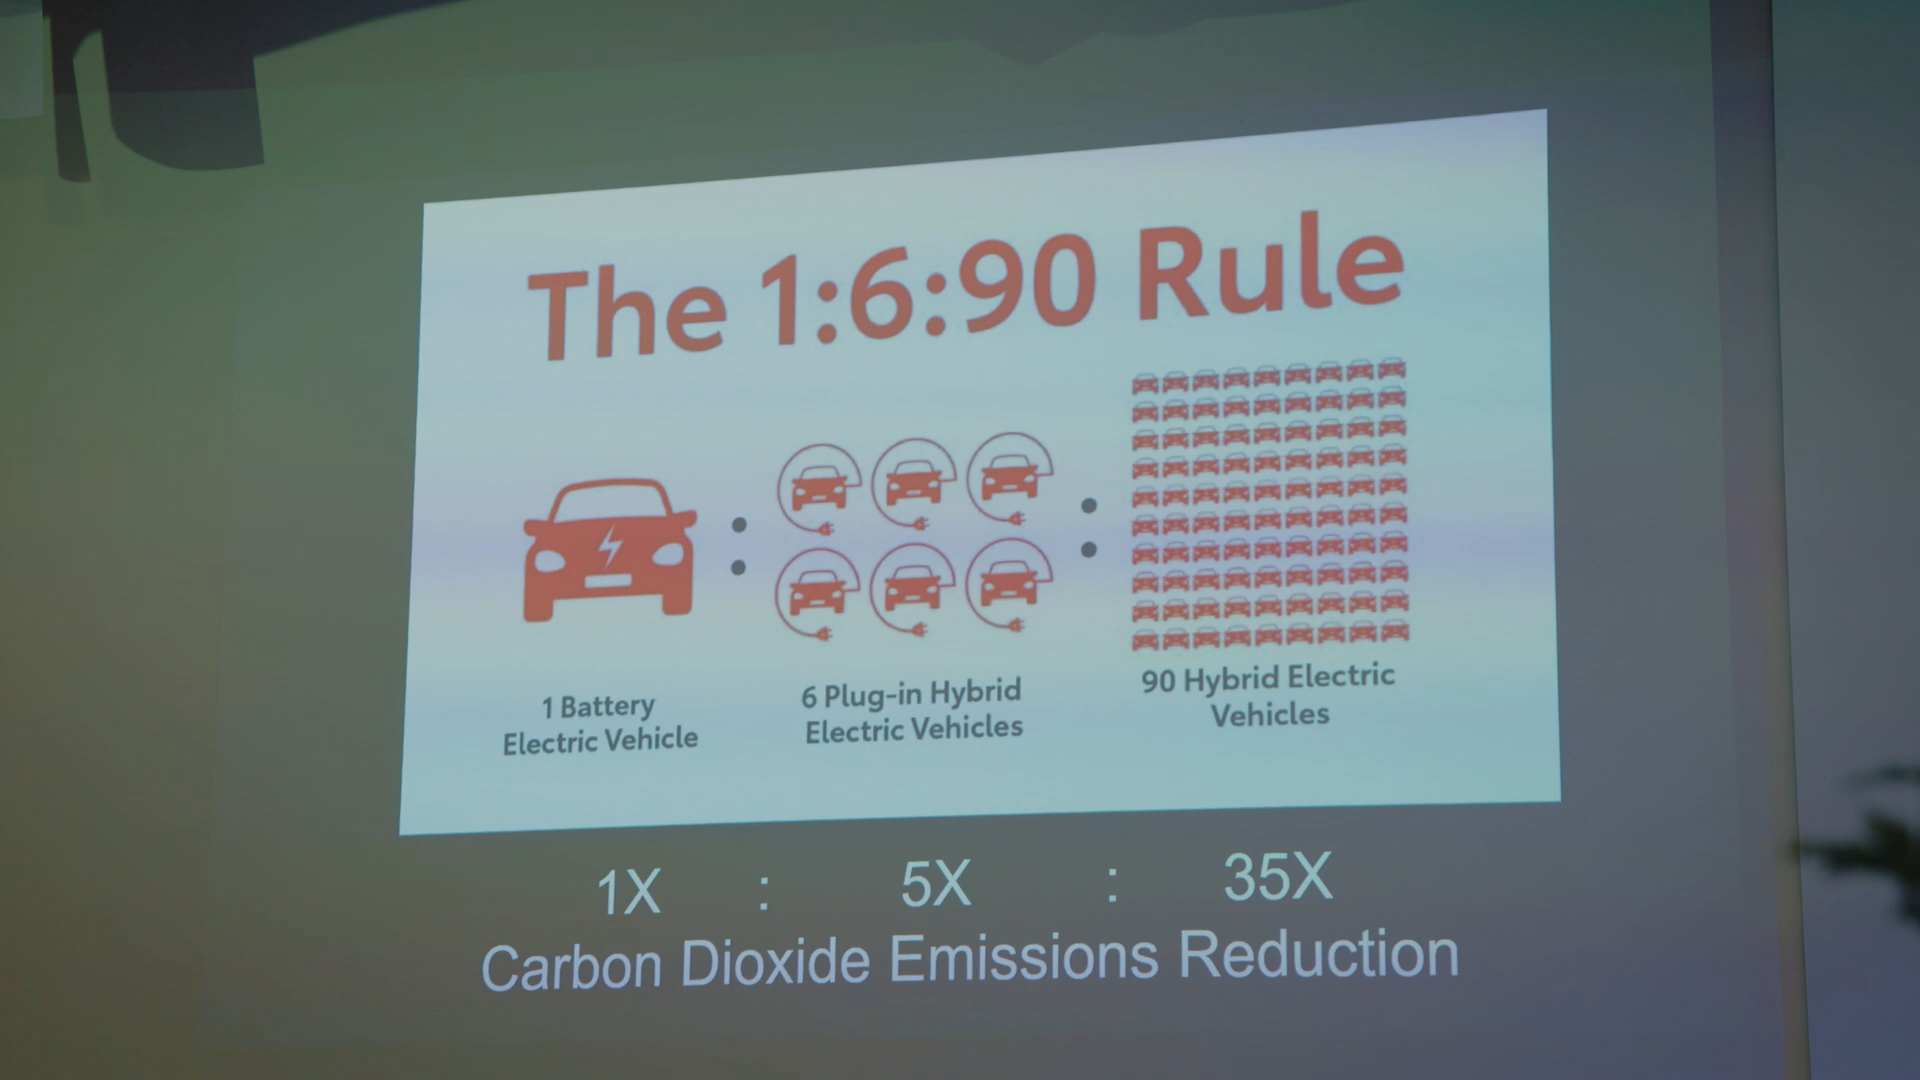 The 1:6:90 Rule
:
:
1 Battery
Electric Vehicle
6 Plug-in Hybrid
Electric Vehicles
90 Hybrid Electric
Vehicles
1X : 5X : 35X
Carbon Dioxide Emissions Reduction